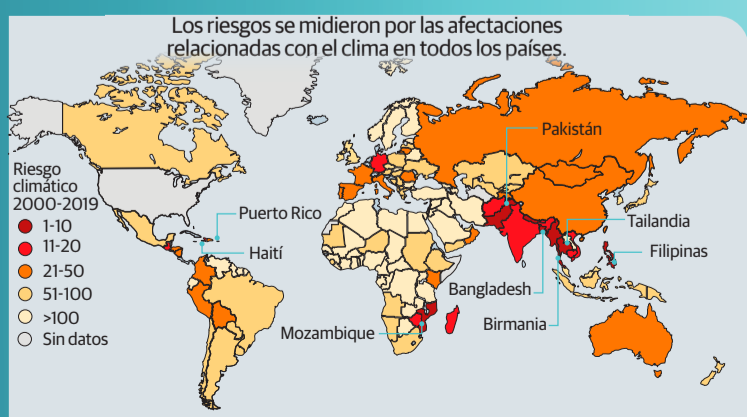 Los riesgos se midieron por las afectaciones
relacionadas con el clima en todos los países.
Riesgo
climático
2000-2019
1-10
11-20
21-50
51-100
>100
Sin datos
Puerto Rico
Haití
Mozambique
Pakistán
Tailandia
Filipinas
Bangladesh
Birmania